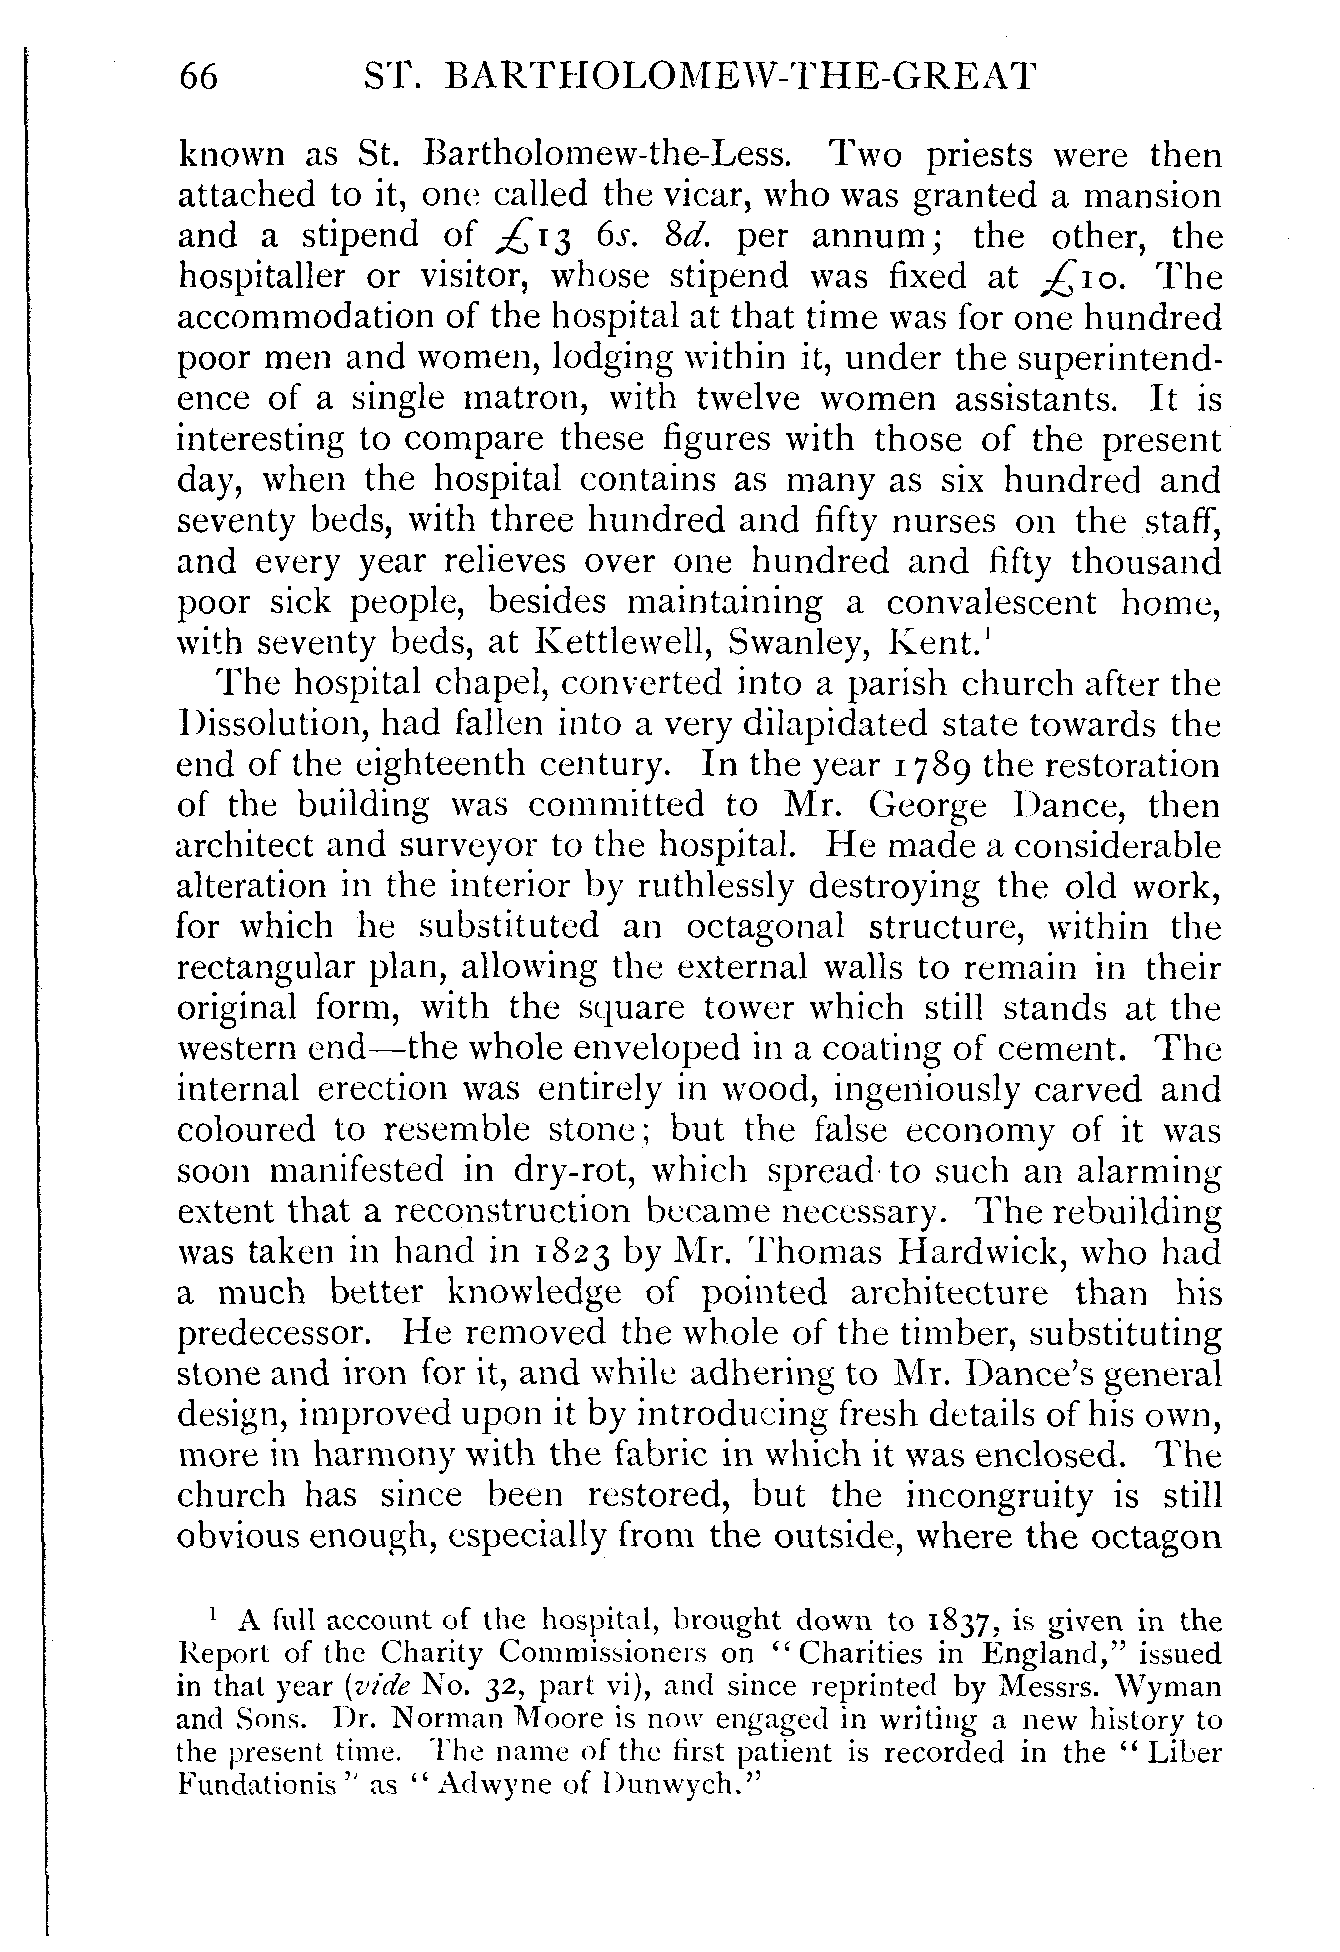 66 ST. BARTHOLOMEW-THE-GREAT
known as St. Bartholomew-the-Less. Two priests were then
attached to it, one called the vicar, who was granted a mansion
and a stipend of £13 6s. 8d. per annum; the other, the
hospitaller or visitor, whose stipend was fixed at £10. The
accommodation of the hospital at that time was for one hundred
poor men and women, lodging within it, under the superintend-
ence of a single matron, with twelve women assistants. It is
interesting to compare these figures with those of the present
day, when the hospital contains as many as six hundred and
seventy beds, with three hundred and fifty nurses on the staff,
and every year relieves over one hundred and fifty thousand
poor sick people, besides maintaining a convalescent home,
with seventy beds, at Kettlewell, Swanley, Kent.¹
The hospital chapel, converted into a parish church after the
Dissolution, had fallen into a very dilapidated state towards the
end of the eighteenth century. In the year 1789 the restoration
of the building was committed to Mr. George Dance, then
architect and surveyor to the hospital. He made a considerable
alteration in the interior by ruthlessly destroying the old work,
for which he substituted an octagonal structure, within the
rectangular plan, allowing the external walls to remain in their
original form, with the square tower which still stands at the
western end—the whole enveloped in a coating of cement. The
internal erection was entirely in wood, ingeniously carved and
coloured to resemble stone; but the false economy of it was
soon manifested in dry-rot, which spread to such an alarming
extent that a reconstruction became necessary. The rebuilding
was taken in hand in 1823 by Mr. Thomas Hardwick, who had
a much better knowledge of pointed architecture than his
predecessor. He removed the whole of the timber, substituting
stone and iron for it, and while adhering to Mr. Dance's general
design, improved upon it by introducing fresh details of his own,
more in harmony with the fabric in which it was enclosed. The
church has since been restored, but the incongruity is still
obvious enough, especially from the outside, where the octagon
¹ A full account of the hospital, brought down to 1837, is given in the
Report of the Charity Commissioners on "Charities in England," issued
in that year (vide No. 32, part vi), and since reprinted by Messrs. Wyman
and Sons. Dr. Norman Moore is now engaged in writing a new history to
the present time. The name of the first patient is recorded in the "Liber
Fundationis" as "Adwyne of Dunwych."